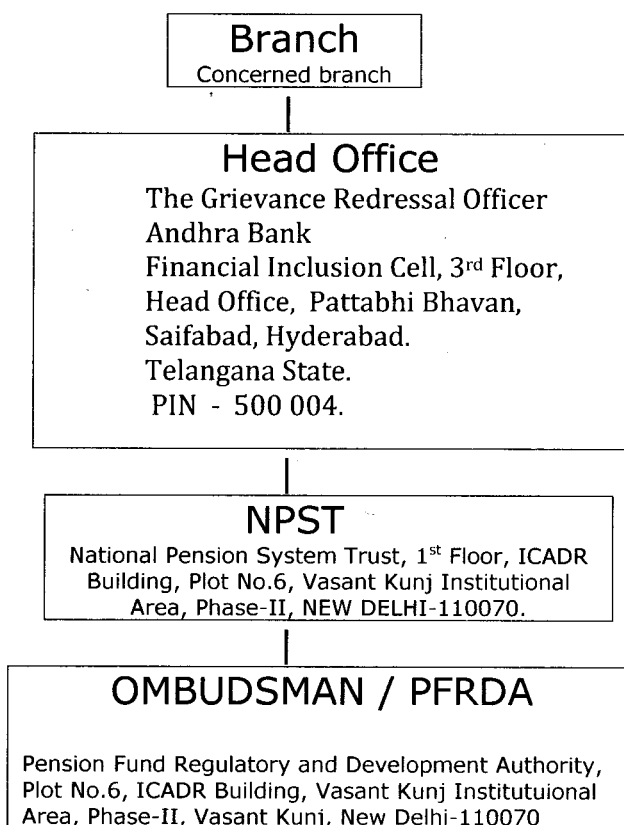 Branch
Concerned branch
Head Office
The Grievance Redressal Officer
Andhra Bank
Financial Inclusion Cell, 3rd Floor,
Head Office, Pattabhi Bhavan,
Saifabad, Hyderabad.
Telangana State.
PIN - 500 004.
NPST
National Pension System Trust, 1st Floor, ICADR
Building, Plot No.6, Vasant Kunj Institutional
Area, Phase-II, NEW DELHI-110070.
OMBUDSMAN / PFRDA
Pension Fund Regulatory and Development Authority,
Plot No.6, ICADR Building, Vasant Kunj Institutuional
Area, Phase-II, Vasant Kunj, New Delhi-110070